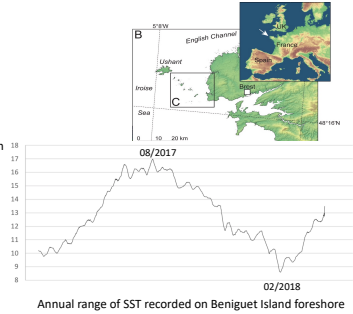 B
5°8'W
English Channel
UK
France
Spain
Ushant
Brest
Iroise
C
Sea
48°16'N
0 10 20 km
18
17
16
15
14
13
12
11
10
9
8
08/2017
02/2018
Annual range of SST recorded on Beniguet Island foreshore